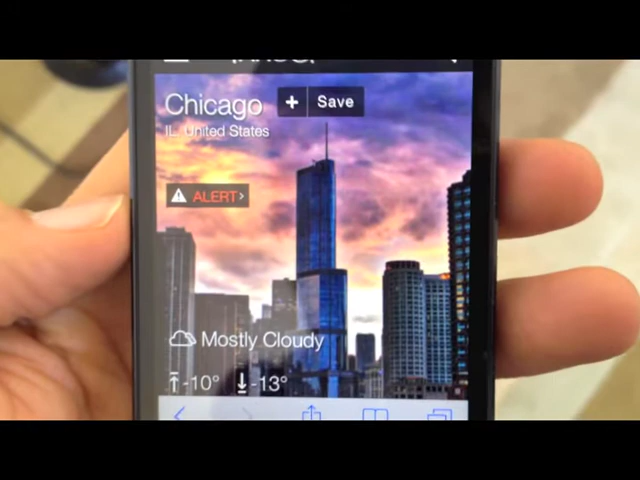 Chicago
+ Save
IL, United States
ALERT>
Mostly Cloudy
-10° -13°